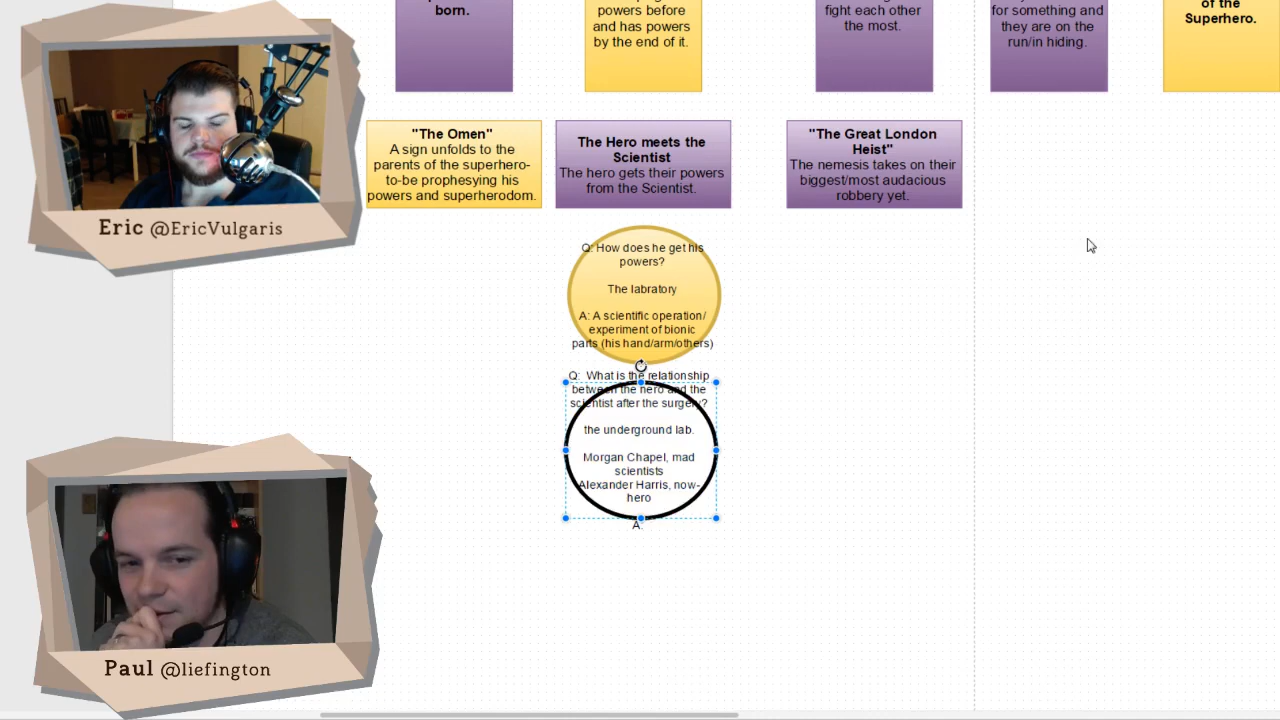 born.
powers before
and has powers
by the end of it.
fight each other
the most.
for something and
they are on the
run/in hiding.
of the
Superhero.
"The Omen"
A sign unfolds to the
parents of the superhero-
to-be prophesying his
powers and superherodom.
The Hero meets the
Scientist
The hero gets their powers
from the Scientist.
"The Great London
Heist"
The nemesis takes on their
biggest/most audacious
robbery yet.
Q: How does he get his
powers?
The labratory
A: A scientific operation/
experiment of bionic
parts (his hand/arm/others)
Q: What is the relationship
between the hero and the
scientist after the surgery?
the underground lab.
Morgan Chapel, mad
scientists
Alexander Harris, now-
hero
A:
Eric @EricVulgaris
Paul @liefington